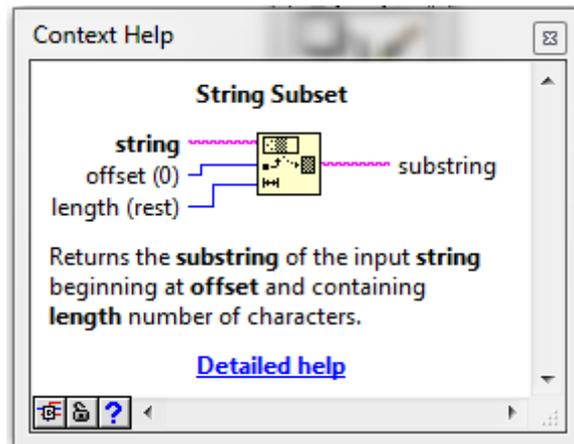 Context Help
String Subset
string
offset (0)
length (rest)
substring
Returns the substring of the input string
beginning at offset and containing
length number of characters.
Detailed help
?